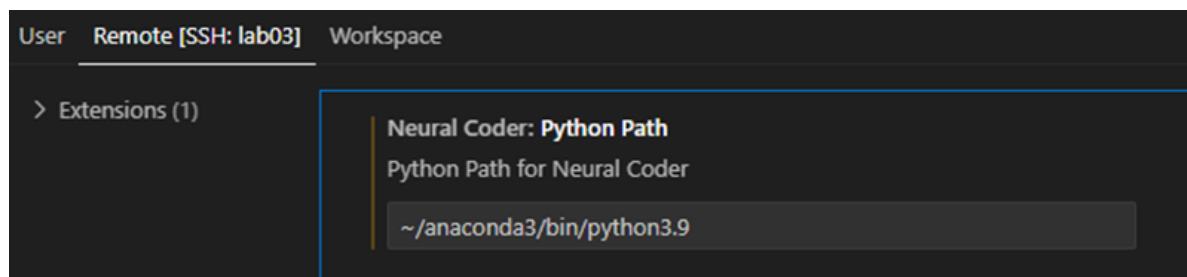 User Remote [SSH: lab03] Workspace
Extensions (1)
Neural Coder: Python Path
Python Path for Neural Coder
~/anaconda3/bin/python3.9